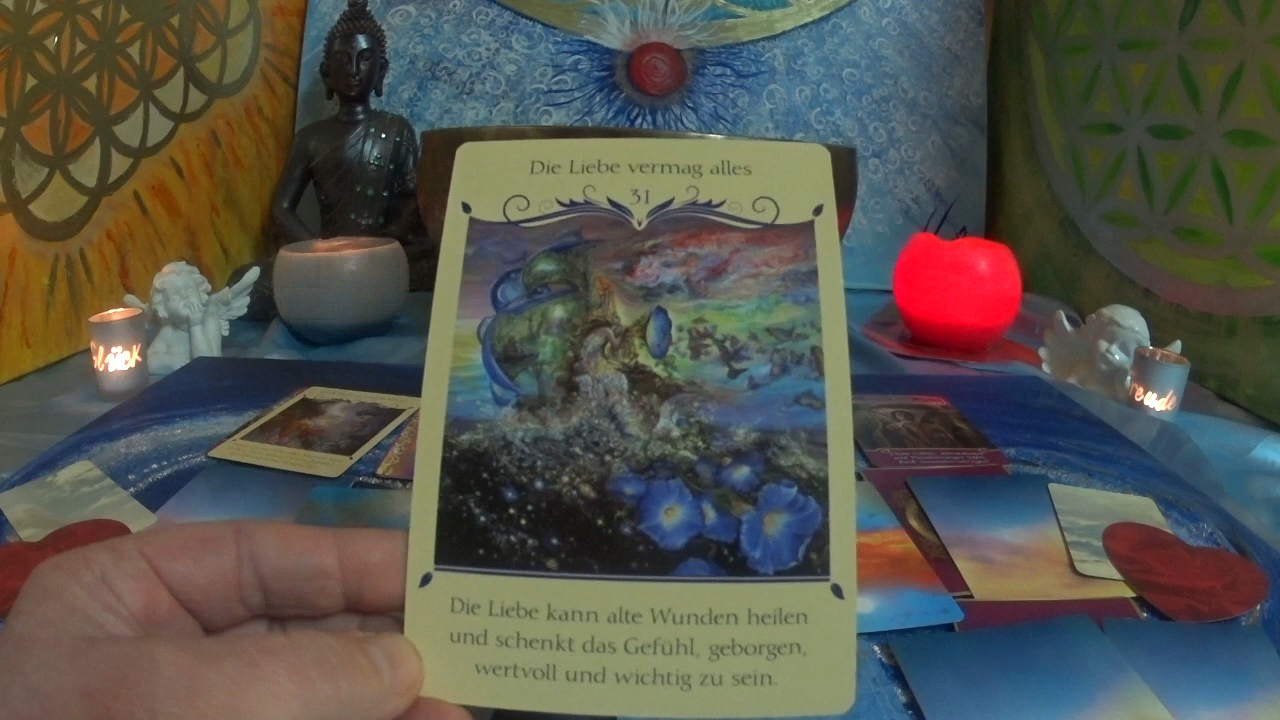 Die Liebe vermag alles
31
Glück
Die Liebe kann alte Wunden heilen
und schenkt das Gefühl, geborgen,
wertvoll und wichtig zu sein.